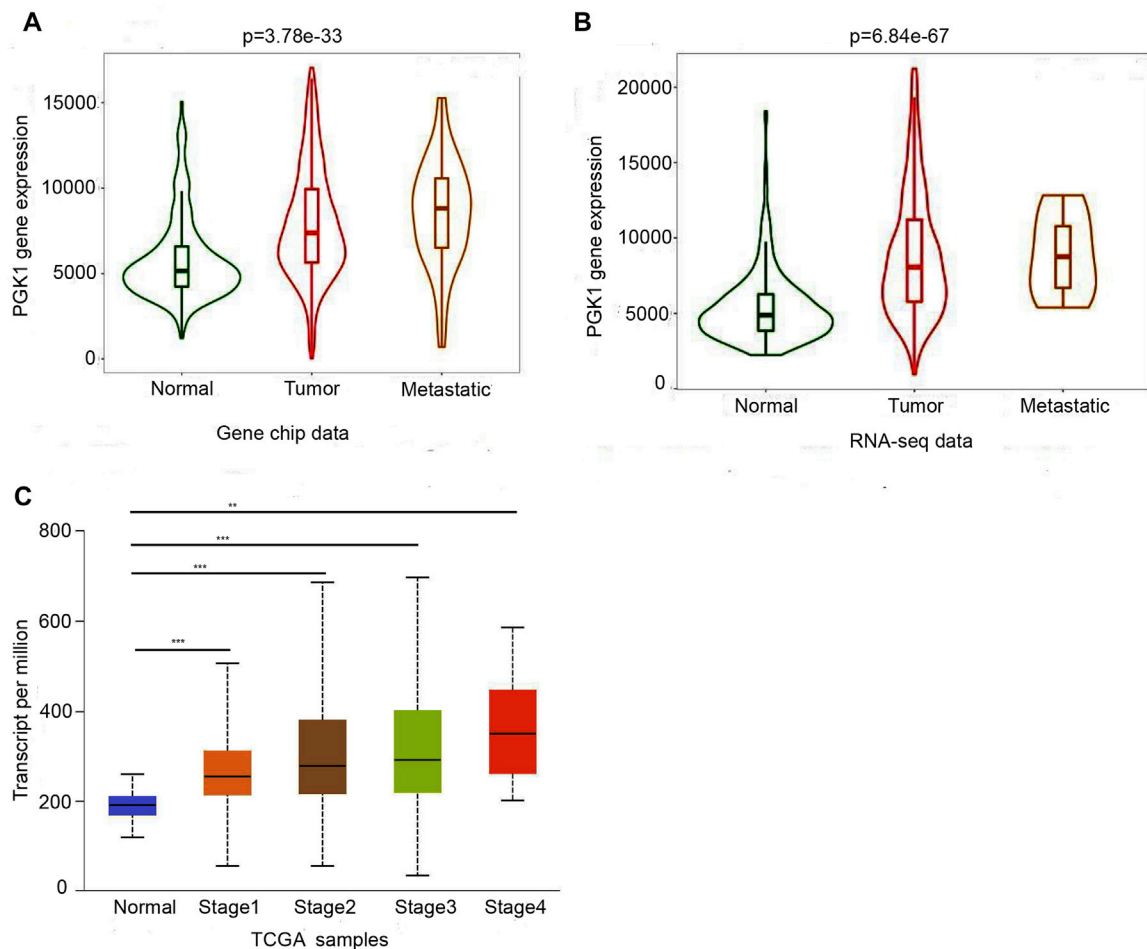 A
p=3.78e-33
PGK1 gene expression
15000
10000
5000
0
Normal Tumor Metastatic
Gene chip data
B
p=6.84e-67
PGK1 gene expression
20000
15000
10000
5000
0
Normal Tumor Metastatic
RNA-seq data
C
Transcript per million
800
600
400
200
0
**
***
***
***
Normal Stage1 Stage2 Stage3 Stage4
TCGA samples